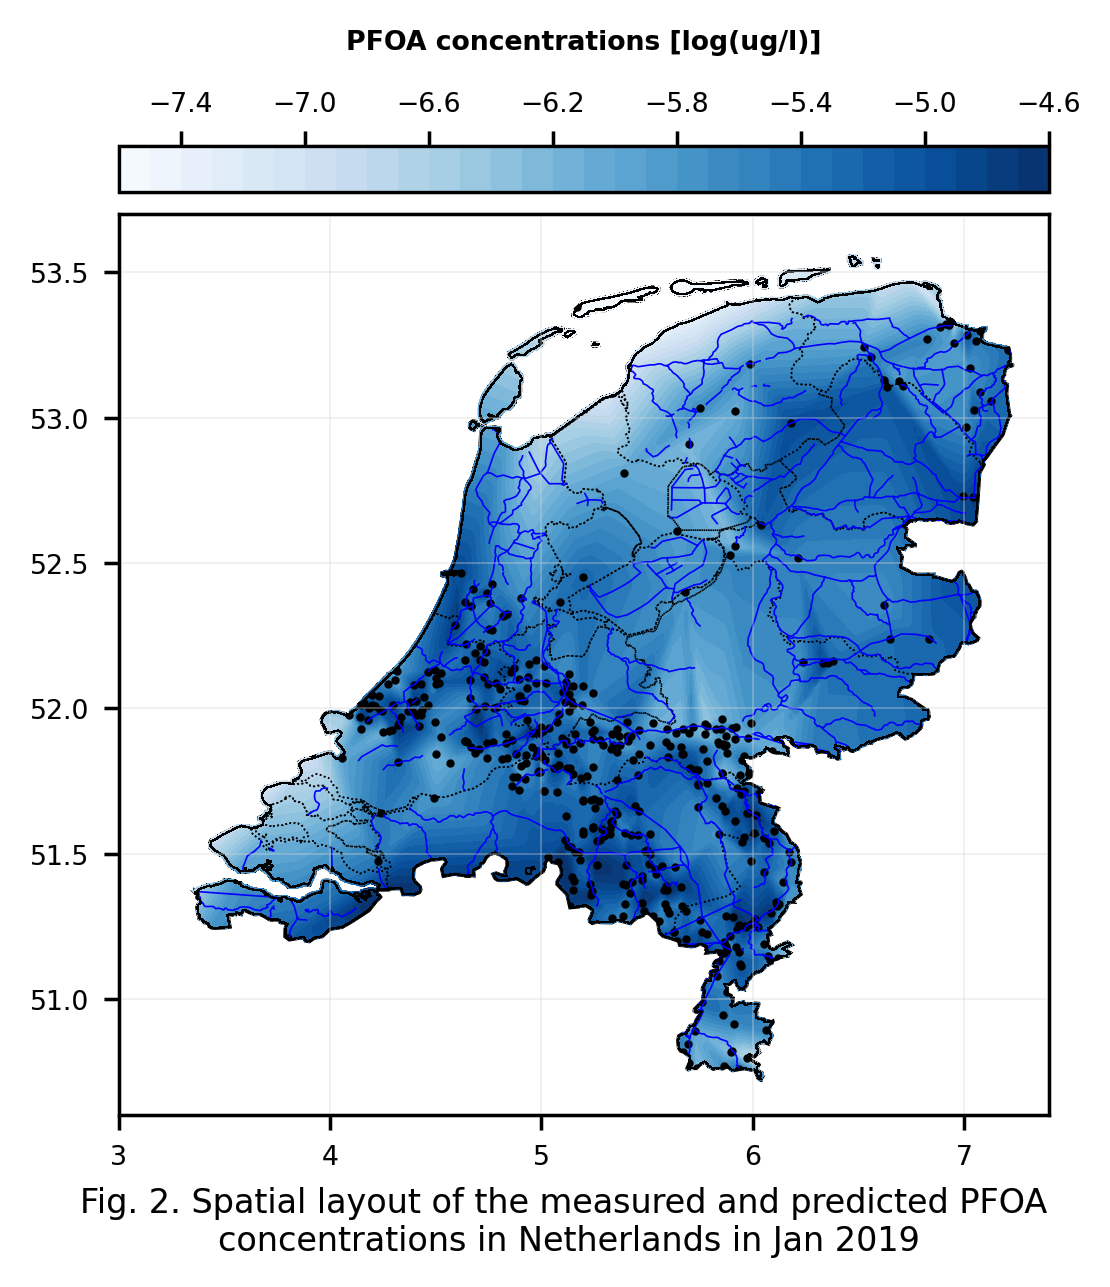 PFOA concentrations [log(ug/l)]
−7.4 −7.0 −6.6 −6.2 −5.8 −5.4 −5.0 −4.6
53.5
53.0
52.5
52.0
51.5
51.0
3 4 5 6 7
Fig. 2. Spatial layout of the measured and predicted PFOA
concentrations in Netherlands in Jan 2019